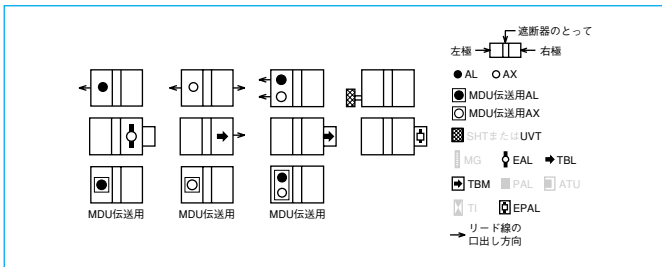 遮断器のとって
左極
右極
AL AX
MDU伝送用AL
MDU伝送用AX
SHTまたはUVT
MG EAL TBL
TBM PAL ATU
TI EPAL
リード線の
口出し方向
MDU伝送用 MDU伝送用 MDU伝送用